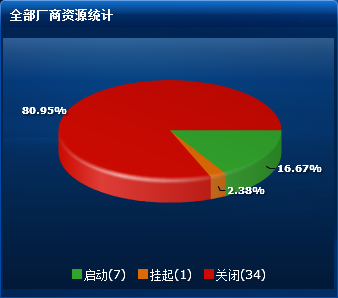 全部厂商资源统计
80.95%
16.67%
2.38%
启动(7) 挂起(1) 关闭(34)